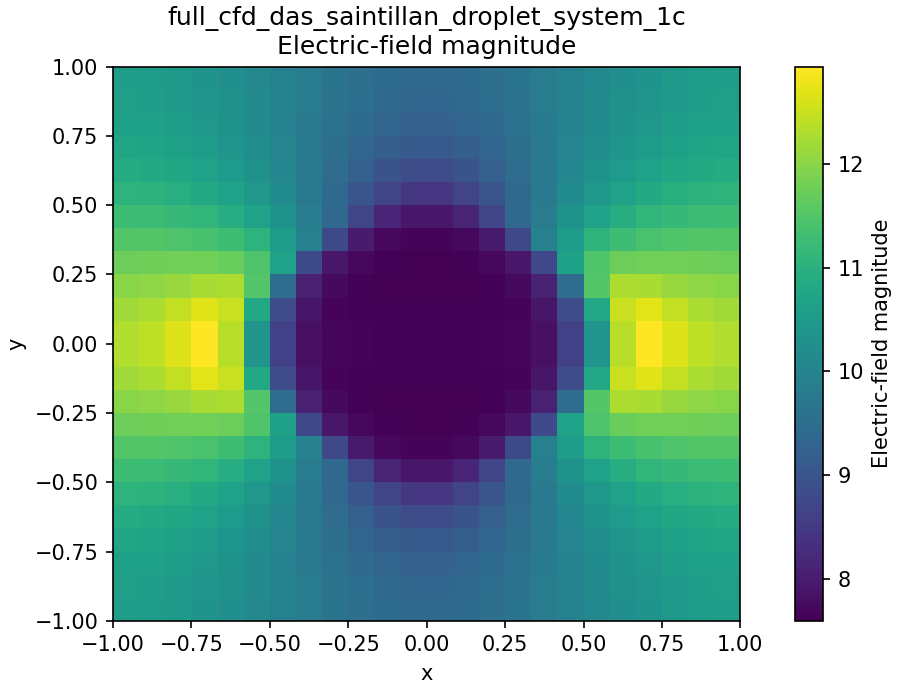 full_cfd_das_saintillan_droplet_system_1c
Electric-field magnitude
1.00
0.75
0.50
0.25
0.00
−0.25
−0.50
−0.75
−1.00
y
−1.00 −0.75 −0.50 −0.25 0.00 0.25 0.50 0.75 1.00
x
12
11
10
9
8
Electric-field magnitude